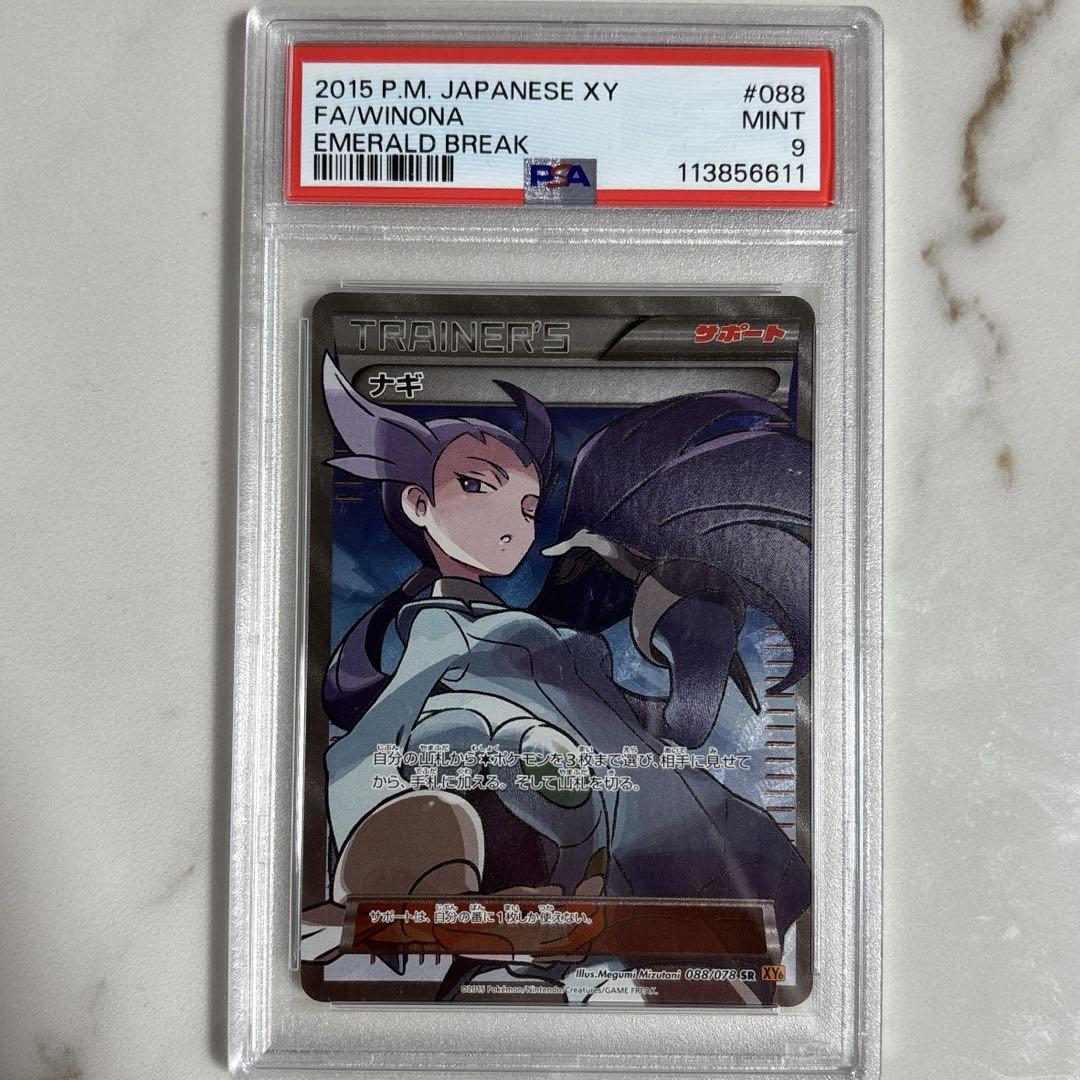 2015 P.M. JAPANESE XY #088
FA/WINONA MINT
EMERALD BREAK 9
PSA 113856611
TRAINER'S サポート
ナギ
自分の山札から✶ポケモンを3枚まで選び、相手に見せて
から、手札に加える。そして山札を切る。
サポートは、自分の番に1枚しか使えない。
Illus.Megumi Mizutani 088/078 SR XY6
©2015 Pokémon/Nintendo/Creatures/GAME FREAK.